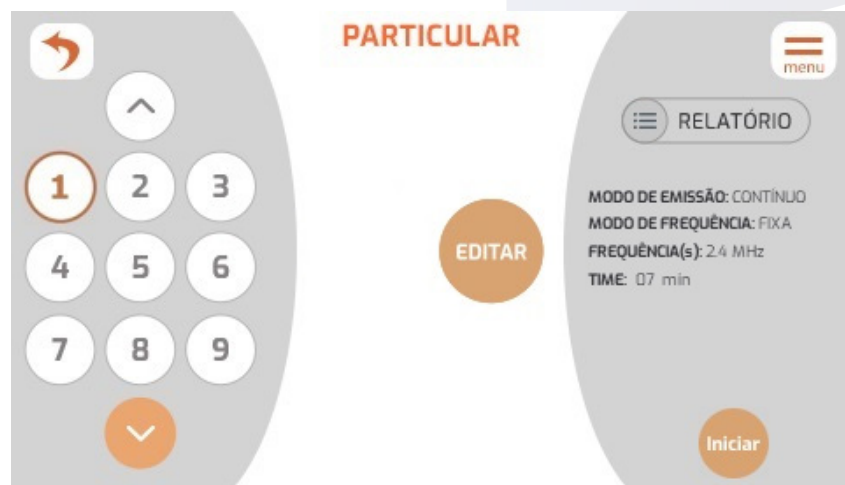 PARTICULAR
menu
1 2 3
4 5 6
7 8 9
EDITAR
RELATÓRIO
MODO DE EMISSÃO: CONTÍNUO
MODO DE FREQUÊNCIA: FIXA
FREQUÊNCIA(s): 2.4 MHz
TIME: 07 min
Iniciar